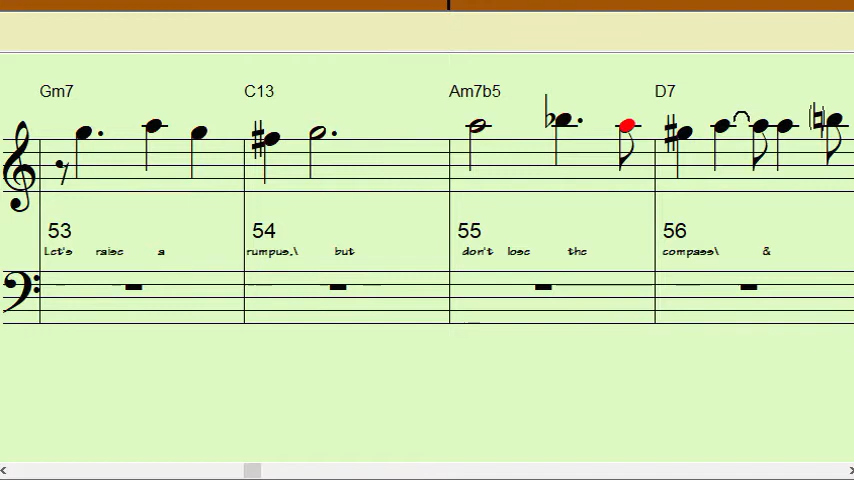 Gm7 C13 Am7b5 D7
53 54 55 56
Let's raise a rumpus.\ but don't lose the compass\ &